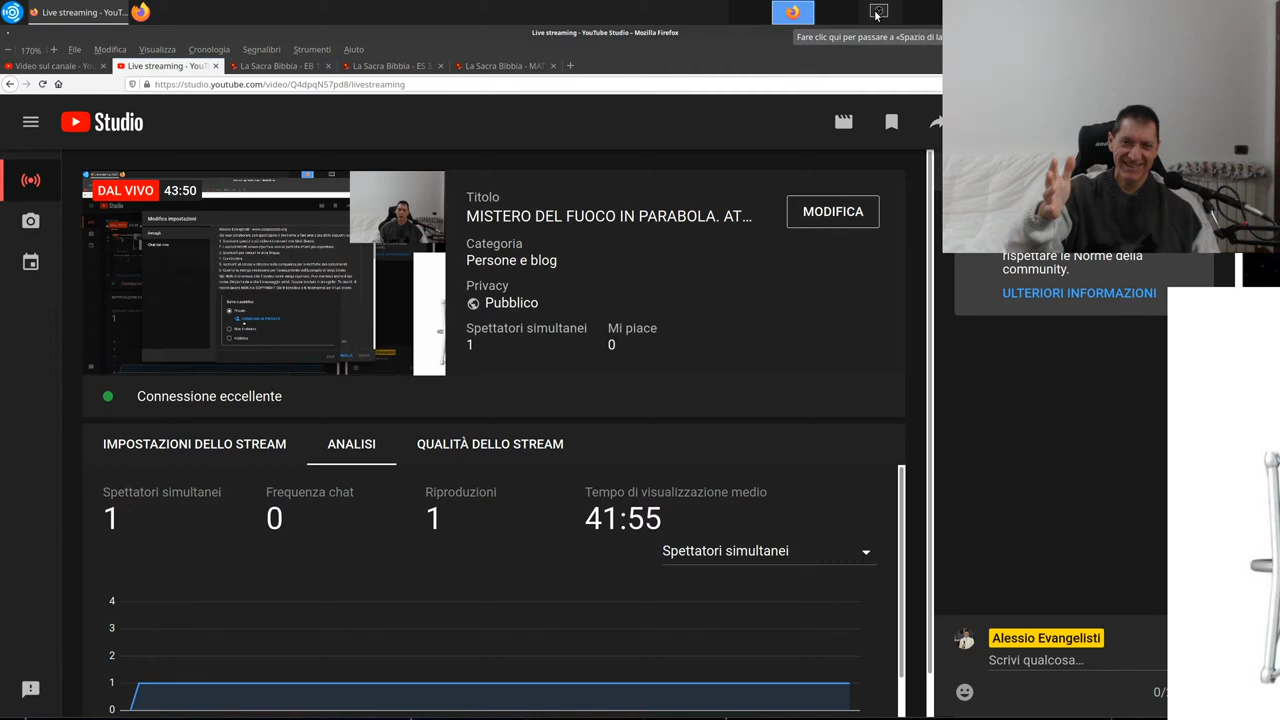 Live streaming - YouT...
Fare clic qui per passare a «Spazio di la
Live streaming - YouTube Studio - Mozilla Firefox
170%
File
Modifica
Visualizza
Cronologia
Segnalibri
Strumenti
Aiuto
Video sul canale - Yo
Live streaming - YouT
La Sacra Bibbia - EB 1
La Sacra Bibbia - ES 3
La Sacra Bibbia - MAT
https://studio.youtube.com/video/Q4dpqN57pd8/livestreaming
Studio
DAL VIVO 43:50
Modifica impostazioni
Titolo
MISTERO DEL FUOCO IN PARABOLA. AT...
MODIFICA
Categoria
Persone e blog
Privacy
Pubblico
Spettatori simultanei
Mi piace
1
0
rispettare le Norme della
community.
ULTERIORI INFORMAZIONI
Connessione eccellente
IMPOSTAZIONI DELLO STREAM
ANALISI
QUALITÀ DELLO STREAM
Spettatori simultanei
Frequenza chat
Riproduzioni
Tempo di visualizzazione medio
1
0
1
41:55
Spettatori simultanei
4
3
2
1
0
Alessio Evangelisti
Scrivi qualcosa...
0/